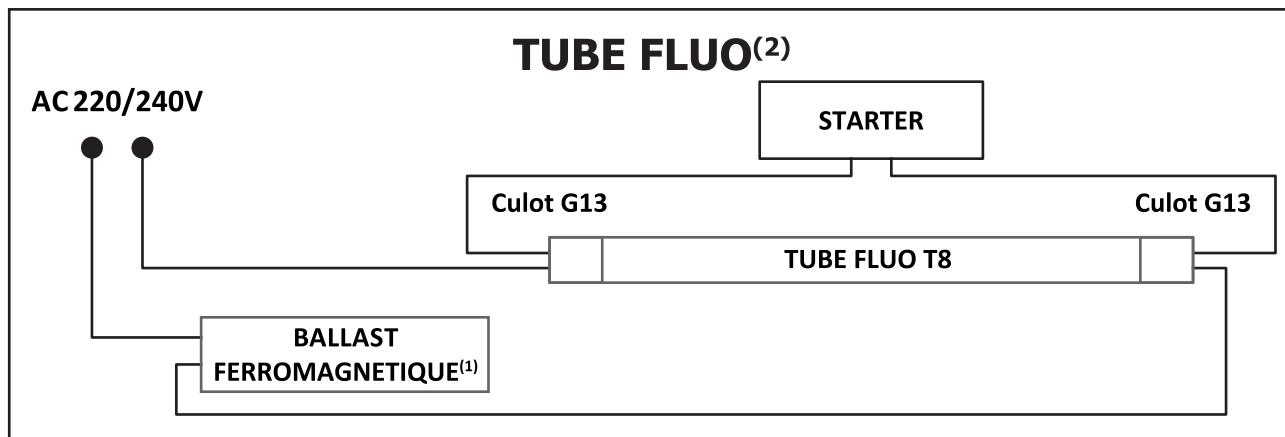 TUBE FLUO(2)
AC 220/240V
STARTER
Culot G13
Culot G13
TUBE FLUO T8
BALLAST
FERROMAGNETIQUE(1)